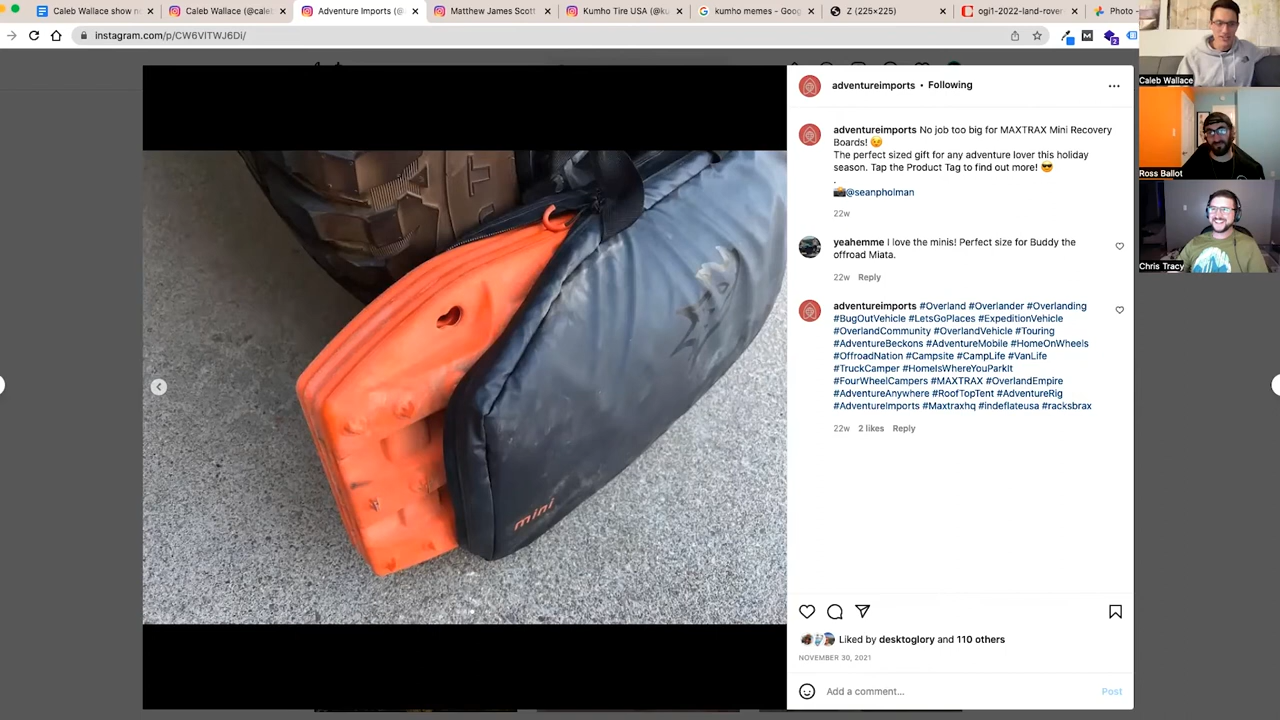 Caleb Wallace show n
Caleb Wallace (@caleb
Adventure Imports (@
Matthew James Scott
Kumho Tire USA (@ku
kumho memes - Goog
Z (225×225)
ogi1-2022-land-rover
Photo -
instagram.com/p/CW6VlTWJ6Di/
2
adventureimports • Following
adventureimports No job too big for MAXTRAX Mini Recovery
Boards! 😉
The perfect sized gift for any adventure lover this holiday
season. Tap the Product Tag to find out more! 😎
.
📸@seanpholman
22w
yeahemme I love the minis! Perfect size for Buddy the
offroad Miata.
22w Reply
adventureimports #Overland #Overlander #Overlanding
#BugOutVehicle #LetsGoPlaces #ExpeditionVehicle
#OverlandCommunity #OverlandVehicle #Touring
#AdventureBeckons #AdventureMobile #HomeOnWheels
#OffroadNation #Campsite #CampLife #VanLife
#TruckCamper #HomeIsWhereYouParkIt
#FourWheelCampers #MAXTRAX #OverlandEmpire
#AdventureAnywhere #RoofTopTent #AdventureRig
#AdventureImports #Maxtraxhq #indeflateusa #racksbrax
22w 2 likes Reply
Liked by desktoglory and 110 others
NOVEMBER 30, 2021
Add a comment...
Post
mini
Caleb Wallace
Ross Ballot
Chris Tracy